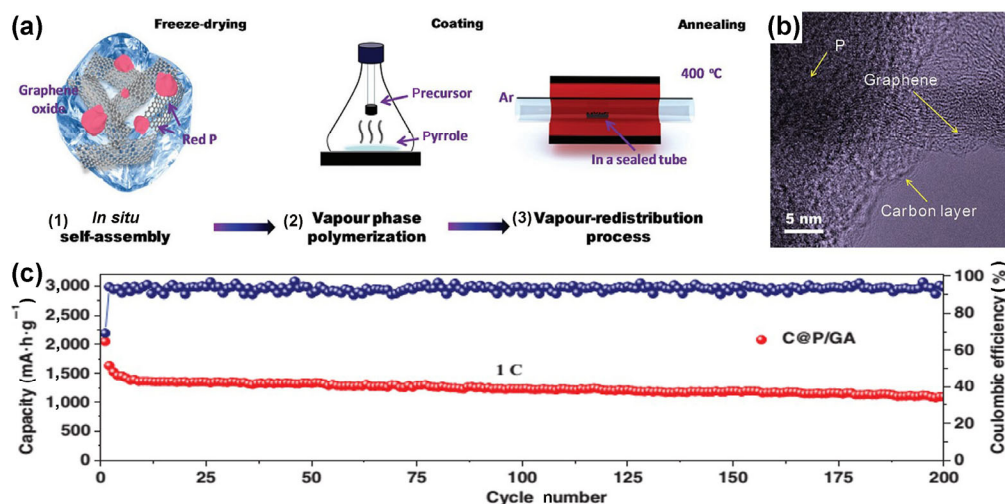 (a)
Freeze-drying
Coating
Annealing
Graphene
oxide
Red P
Precursor
Pyrrole
400 ºC
Ar
In a sealed tube
(1) In situ
self-assembly
(2) Vapour phase
polymerization
(3) Vapour-redistribution
process
(b)
P
Graphene
Carbon layer
5 nm
(c)
Capacity (mA·h·g⁻¹)
3,000
2,500
2,000
1,500
1,000
500
0
1 C
C@P/GA
100
80
60
40
20
0
Coulombic efficiency (%)
0 25 50 75 100 125 150 175 200
Cycle number